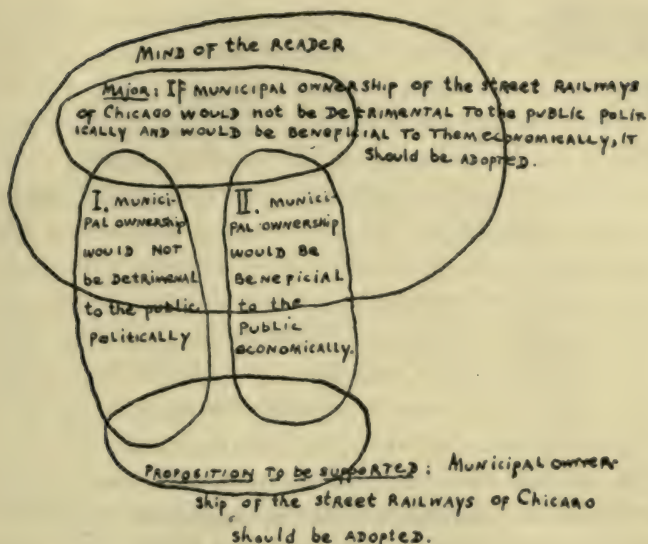 MIND OF the READER
MAJOR: IF MUNICIPAL OWNERSHIP OF the STREET RAILWAYS
OF CHICAGO WOULD not be DETRIMENTAL TO the PUBLIC POLIT-
ICALLY AND WOULD be BENEFICIAL TO THEM ECONOMICALLY, IT
Should be ADOPTED.
I. MUNICI-
PAL OWNERSHIP
WOULD NOT
be DETRIMENAL
to the public
POLITICALLY
II. MUNICI-
PAL OWNERSHIP
WOULD BE
BENEFICIAL
to the
PUBLIC
ECONOMICALLY.
PROPOSITION TO be SUPPORTED: MUNICIPAL OWNER-
ship of the STREET RAILWAYS OF CHICAGO
should be ADOPTED.